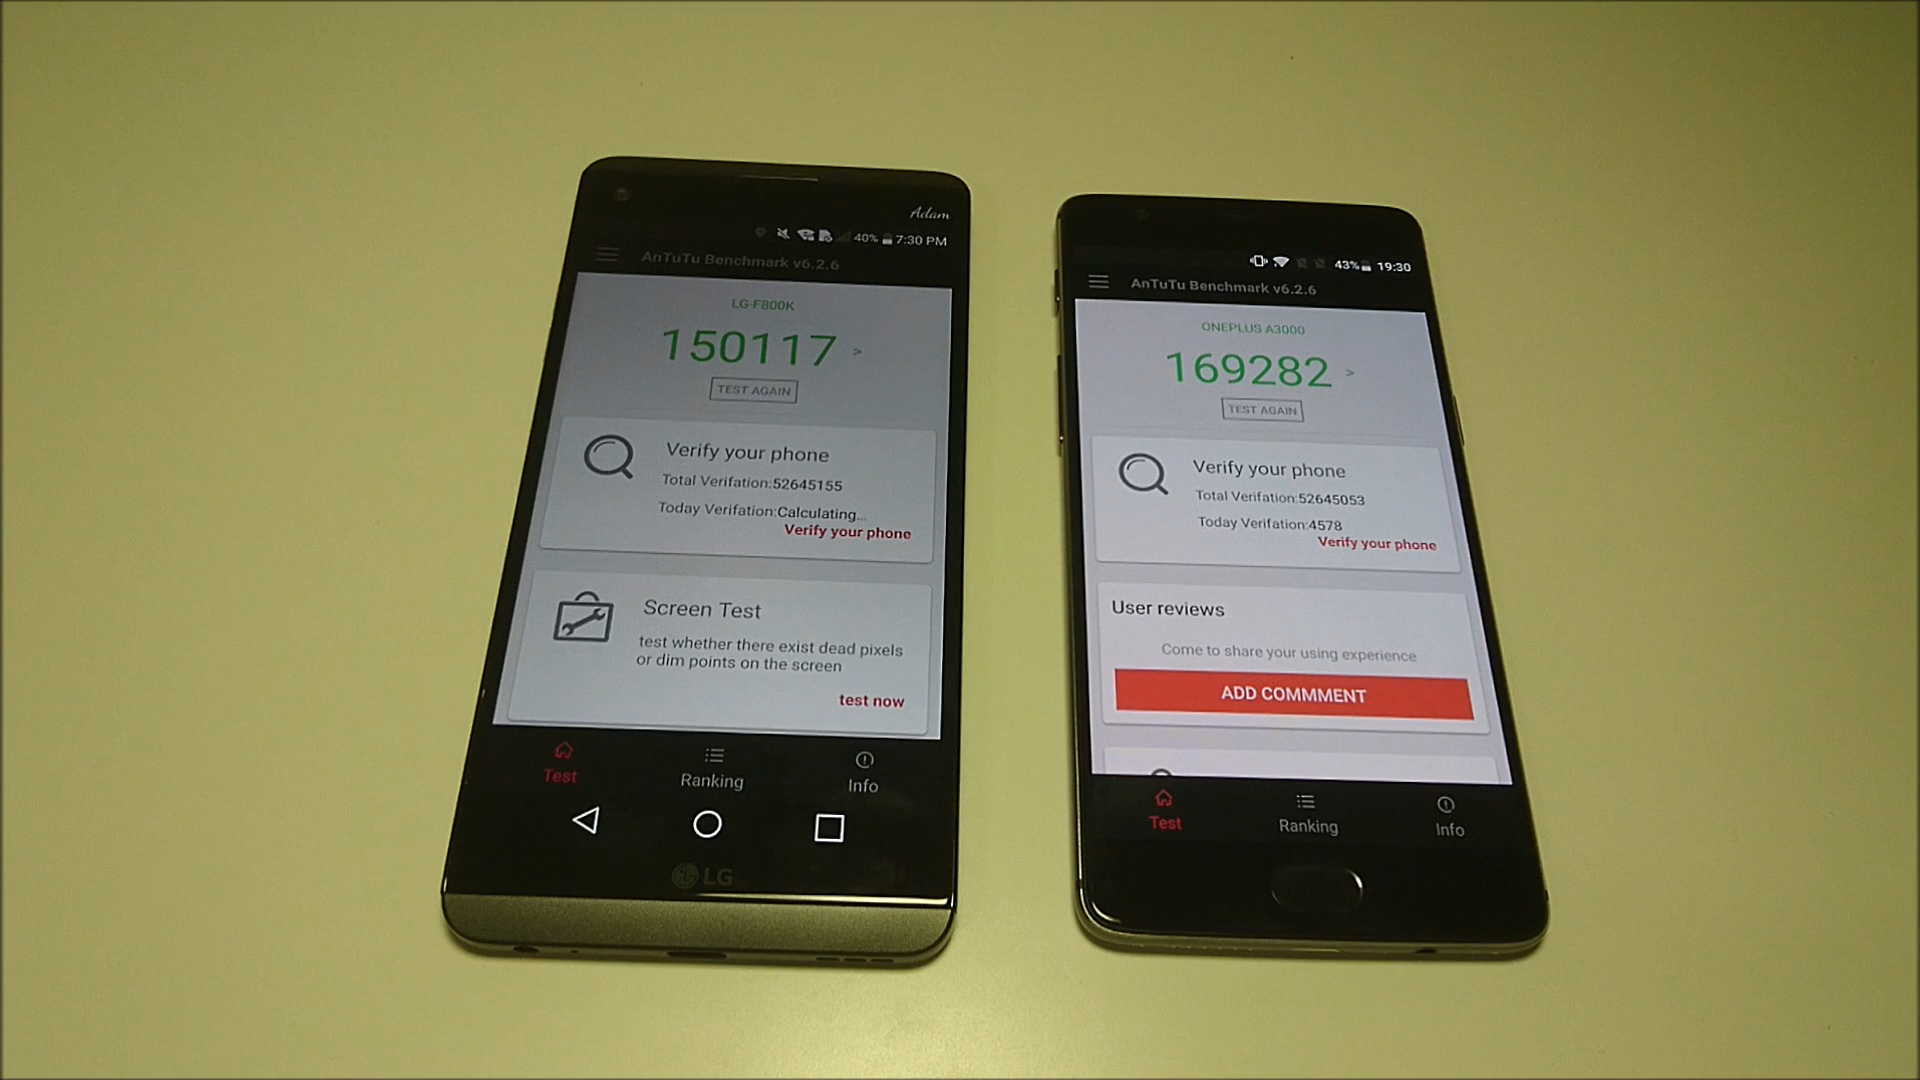 Adam
40% 7:30 PM
AnTuTu Benchmark v6.2.6
LG-F800K
150117 >
TEST AGAIN
Verify your phone
Total Verifation:52645155
Today Verifation:Calculating...
Verify your phone
Screen Test
test whether there exist dead pixels
or dim points on the screen
test now
Test
Ranking
Info
LG
43% 19:30
AnTuTu Benchmark v6.2.6
ONEPLUS A3000
169282 >
TEST AGAIN
Verify your phone
Total Verifation:52645053
Today Verifation:4578
Verify your phone
User reviews
Come to share your using experience
ADD COMMMENT
Test
Ranking
Info